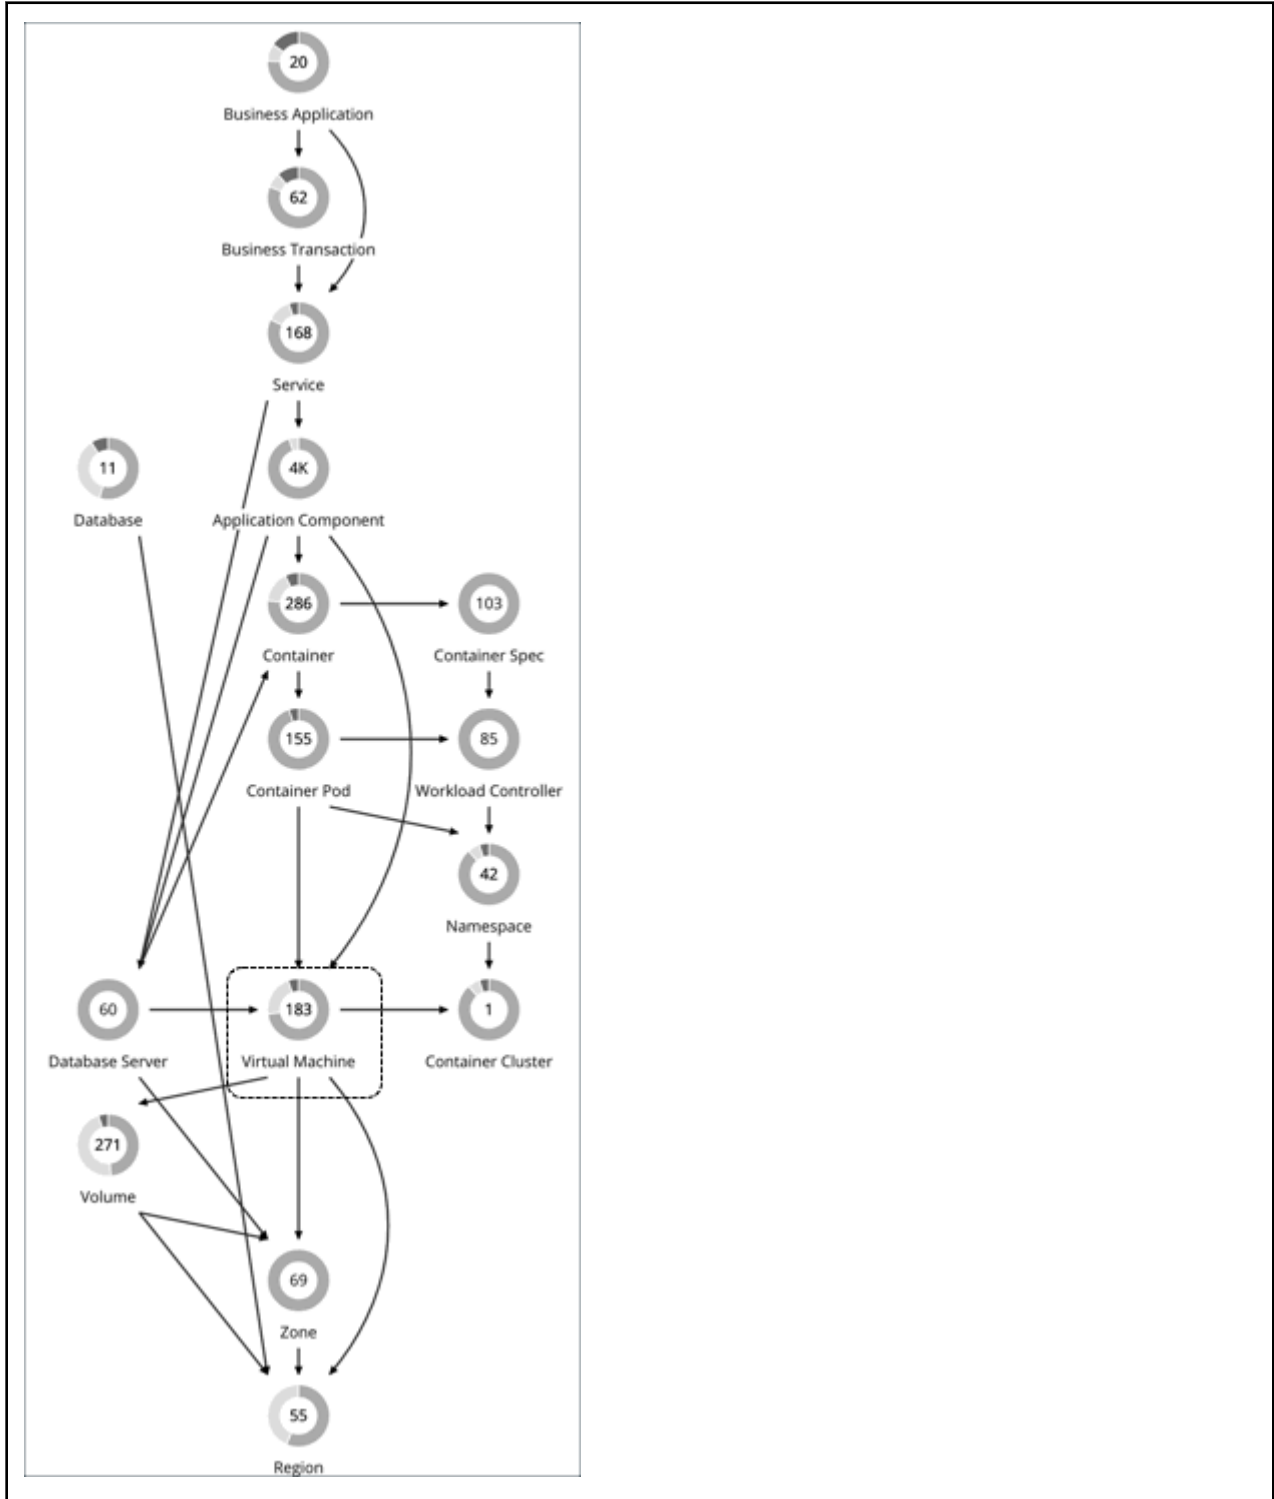 20
Business Application
62
Business Transaction
168
Service
11
4K
Database
Application Component
286
103
Container
Container Spec
155
85
Container Pod
Workload Controller
42
Namespace
60
183
1
Database Server
Virtual Machine
Container Cluster
271
Volume
69
Zone
55
Region